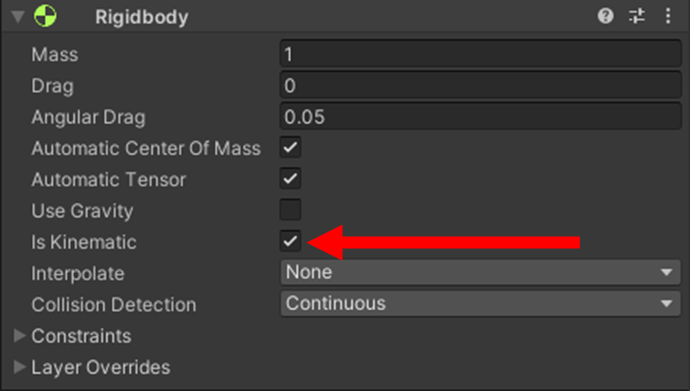 Rigidbody
Mass 1
Drag 0
Angular Drag 0.05
Automatic Center Of Mass
Automatic Tensor
Use Gravity
Is Kinematic
Interpolate None
Collision Detection Continuous
Constraints
Layer Overrides